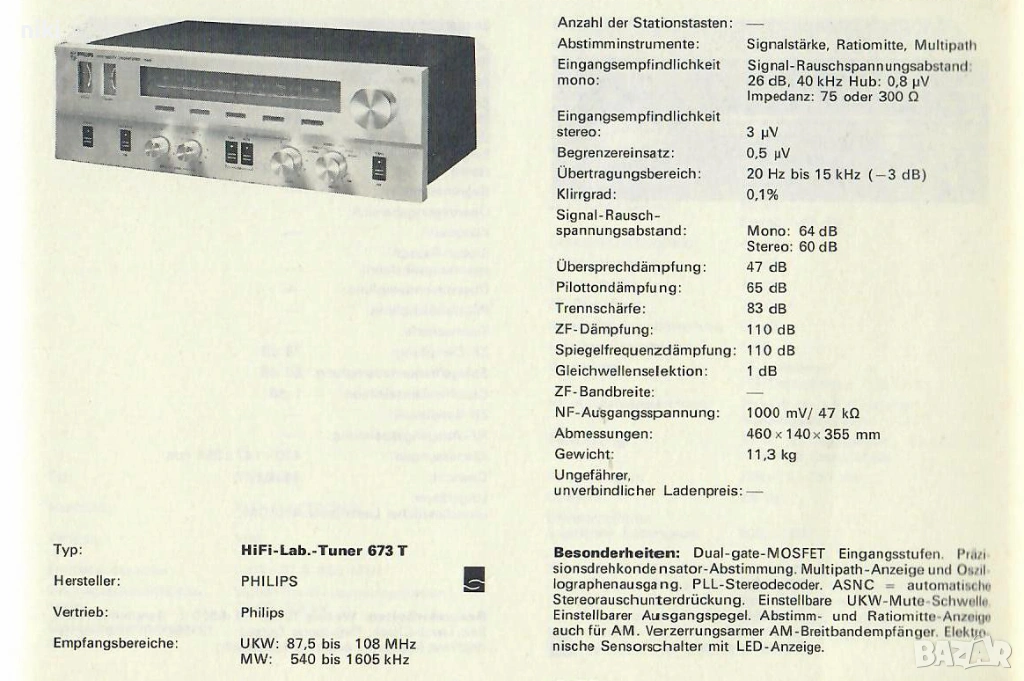 PHILIPS
Typ: HiFi-Lab.-Tuner 673 T
Hersteller: PHILIPS
Vertrieb: Philips
Empfangsbereiche: UKW: 87,5 bis 108 MHz
MW: 540 bis 1605 kHz
Anzahl der Stationstasten: —
Abstimminstrumente: Signalstärke, Ratiomitte, Multipath
Eingangsempfindlichkeit Signal-Rauschspannungsabstand:
mono: 26 dB, 40 kHz Hub: 0,8 μV
Impedanz: 75 oder 300 Ω
Eingangsempfindlichkeit
stereo: 3 μV
Begrenzereinsatz: 0,5 μV
Übertragungsbereich: 20 Hz bis 15 kHz (−3 dB)
Klirrgrad: 0,1%
Signal-Rausch-
spannungsabstand: Mono: 64 dB
Stereo: 60 dB
Übersprechdämpfung: 47 dB
Pilottondämpfung: 65 dB
Trennschärfe: 83 dB
ZF-Dämpfung: 110 dB
Spiegelfrequenzdämpfung: 110 dB
Gleichwellenselektion: 1 dB
ZF-Bandbreite: —
NF-Ausgangsspannung: 1000 mV/ 47 kΩ
Abmessungen: 460 x 140 x 355 mm
Gewicht: 11,3 kg
Ungefährer,
unverbindlicher Ladenpreis: —
Besonderheiten: Dual-gate-MOSFET Eingangsstufen. Präzi-
sionsdrehkondensator-Abstimmung. Multipath-Anzeige und Oszil-
lographenausgang. PLL-Stereodecoder. ASNC = automatische
Stereorauschunterdrückung. Einstellbare UKW-Mute-Schwelle.
Einstellbarer Ausgangspegel. Abstimm- und Ratiomitte-Anzeige
auch für AM. Verzerrungsarmer AM-Breitbandempfänger. Elektro-
nische Sensorschalter mit LED-Anzeige.
BAZAR